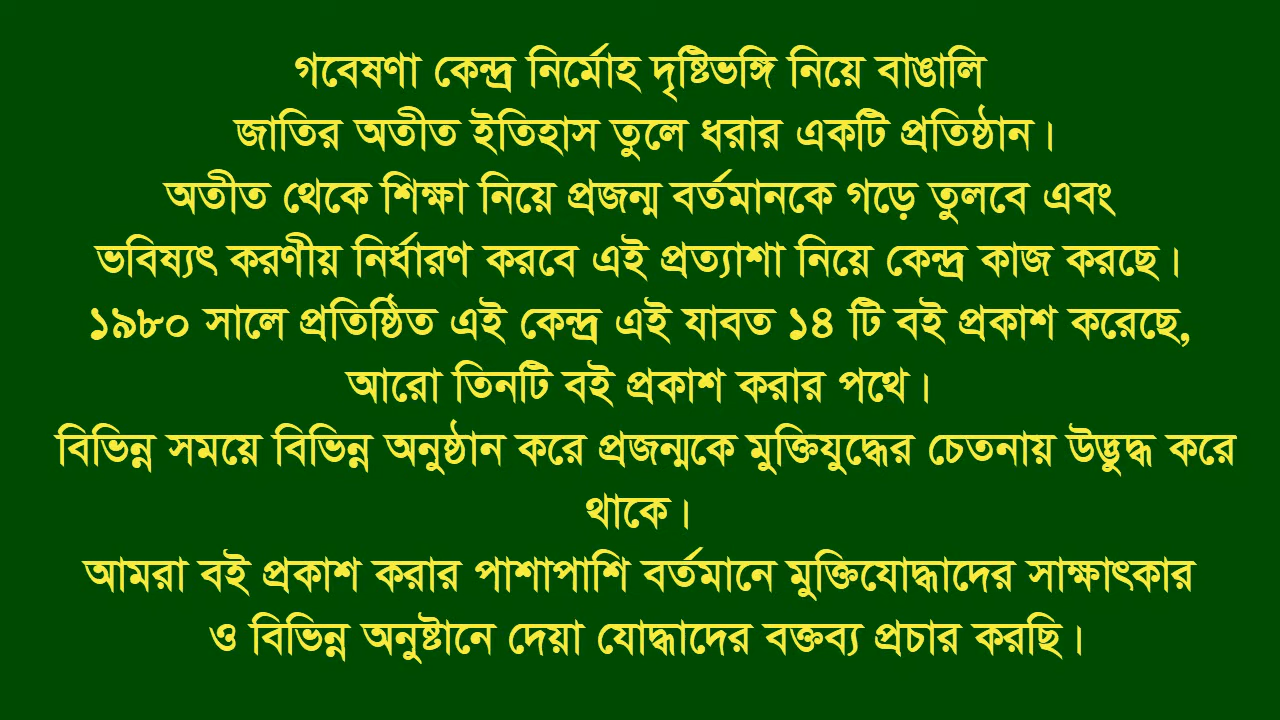 গবেষণা কেন্দ্র নির্মোহ দৃষ্টিভঙ্গি নিয়ে বাঙালি
জাতির অতীত ইতিহাস তুলে ধরার একটি প্রতিষ্ঠান।
অতীত থেকে শিক্ষা নিয়ে প্রজন্ম বর্তমানকে গড়ে তুলবে এবং
ভবিষ্যৎ করণীয় নির্ধারণ করবে এই প্রত্যাশা নিয়ে কেন্দ্র কাজ করছে।
১৯৮০ সালে প্রতিষ্ঠিত এই কেন্দ্র এই যাবত ১৪ টি বই প্রকাশ করেছে,
আরো তিনটি বই প্রকাশ করার পথে।
বিভিন্ন সময়ে বিভিন্ন অনুষ্ঠান করে প্রজন্মকে মুক্তিযুদ্ধের চেতনায় উদ্ভুদ্ধ করে
থাকে।
আমরা বই প্রকাশ করার পাশাপাশি বর্তমানে মুক্তিযোদ্ধাদের সাক্ষাৎকার
ও বিভিন্ন অনুষ্টানে দেয়া যোদ্ধাদের বক্তব্য প্রচার করছি।